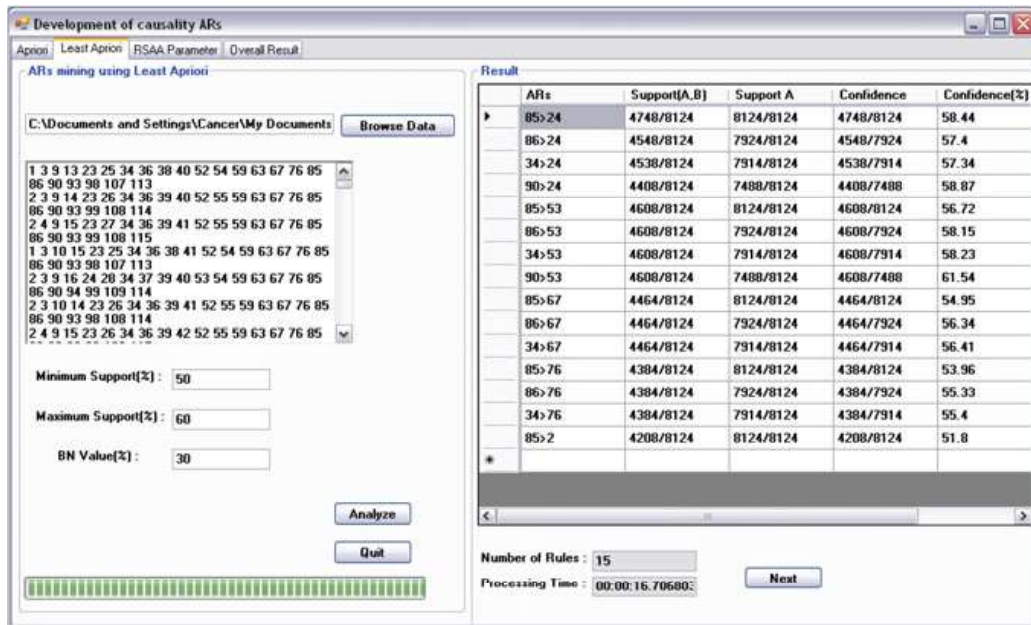 Development of causality ARs
Apriori Least Apriori RSAA Parameter Overall Result
ARs mining using Least Apriori
C:\Documents and Settings\Cancer\My Documents Browse Data
1 3 9 13 23 25 34 36 38 40 52 54 59 63 67 76 85
86 90 93 98 107 113
2 3 9 14 23 26 34 36 39 40 52 55 59 63 67 76 85
86 90 93 99 108 114
2 4 9 15 23 27 34 36 39 41 52 55 59 63 67 76 85
86 90 93 99 108 115
1 3 10 15 23 25 34 36 38 41 52 54 59 63 67 76 85
86 90 93 98 107 113
2 3 9 16 24 28 34 37 39 40 53 54 59 63 67 76 85
86 90 94 99 109 114
2 3 10 14 23 26 34 36 39 41 52 55 59 63 67 76 85
86 90 93 98 108 114
2 4 9 15 23 26 34 36 39 42 52 55 59 63 67 76 85
Minimum Support(%) : 50
Maximum Support(%) : 60
BN Value(%) : 30
Analyze
Quit
Result
ARs Support(A,B) Support A Confidence Confidence(%)
85>24 4748/8124 8124/8124 4748/8124 58.44
86>24 4548/8124 7924/8124 4548/7924 57.4
34>24 4538/8124 7914/8124 4538/7914 57.34
90>24 4408/8124 7488/8124 4408/7488 58.87
85>53 4608/8124 8124/8124 4608/8124 56.72
86>53 4608/8124 7924/8124 4608/7924 58.15
34>53 4608/8124 7914/8124 4608/7914 58.23
90>53 4608/8124 7488/8124 4608/7488 61.54
85>67 4464/8124 8124/8124 4464/8124 54.95
86>67 4464/8124 7924/8124 4464/7924 56.34
34>67 4464/8124 7914/8124 4464/7914 56.41
85>76 4384/8124 8124/8124 4384/8124 53.96
86>76 4384/8124 7924/8124 4384/7924 55.33
34>76 4384/8124 7914/8124 4384/7914 55.4
85>2 4208/8124 8124/8124 4208/8124 51.8
Number of Rules : 15
Processing Time : 00:00:16.70680
Next